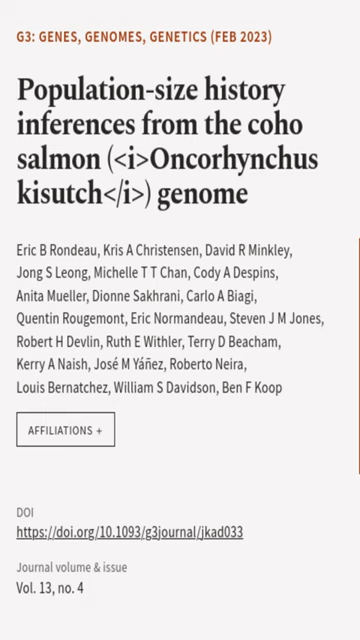 G3: GENES, GENOMES, GENETICS (FEB 2023)
Population-size history
inferences from the coho
salmon (<i>Oncorhynchus
kisutch</i>) genome
Eric B Rondeau, Kris A Christensen, David R Minkley,
Jong S Leong, Michelle T T Chan, Cody A Despins,
Anita Mueller, Dionne Sakhrani, Carlo A Biagi,
Quentin Rougemont, Eric Normandeau, Steven J M Jones,
Robert H Devlin, Ruth E Withler, Terry D Beacham,
Kerry A Naish, José M Yáñez, Roberto Neira,
Louis Bernatchez, William S Davidson, Ben F Koop
AFFILIATIONS +
DOI
https://doi.org/10.1093/g3journal/jkad033
Journal volume & issue
Vol. 13, no. 4